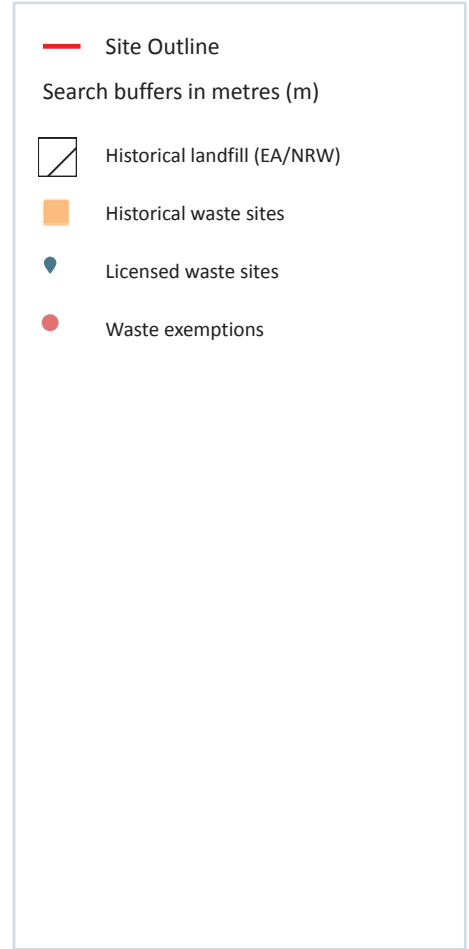 Site Outline
Search buffers in metres (m)
Historical landfill (EA/NRW)
Historical waste sites
Licensed waste sites
Waste exemptions